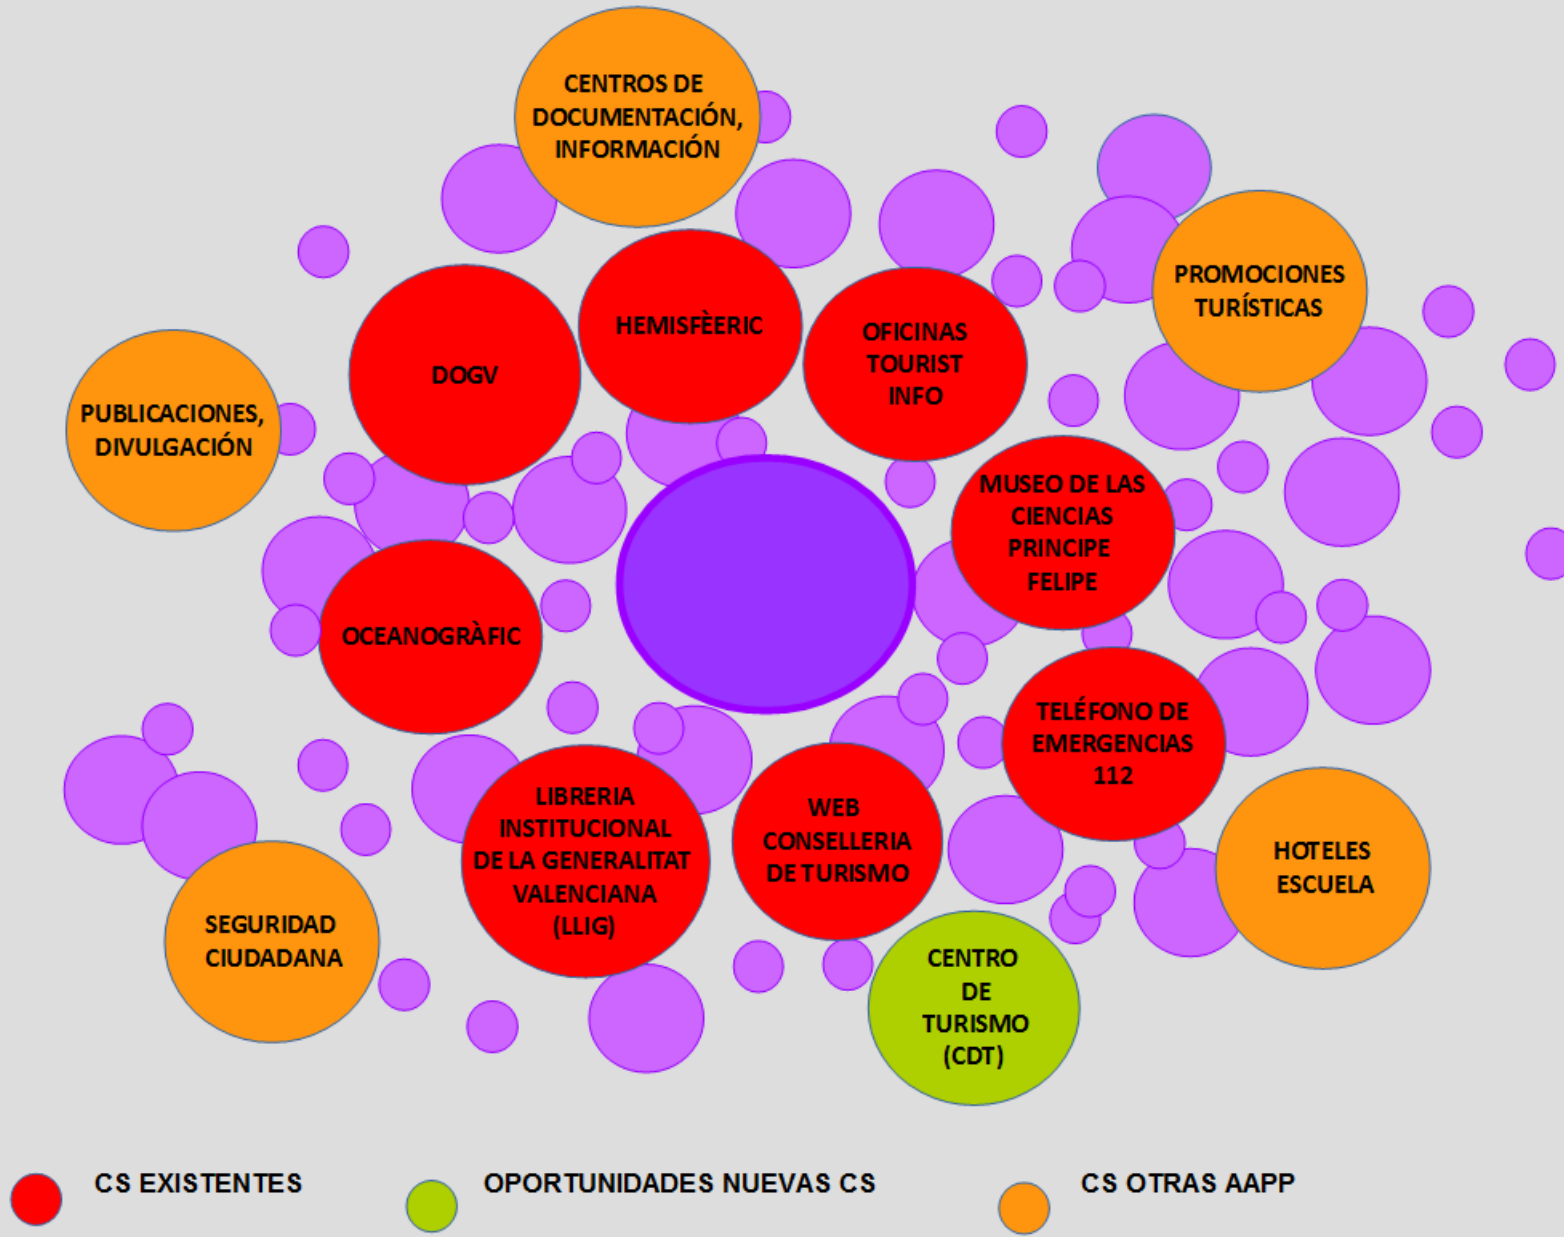 CENTROS DE
DOCUMENTACIÓN,
INFORMACIÓN
PROMOCIONES
TURÍSTICAS
HEMISFÈERIC
OFICINAS
TOURIST
INFO
DOGV
PUBLICACIONES,
DIVULGACIÓN
MUSEO DE LAS
CIENCIAS
PRINCIPE
FELIPE
OCEANOGRÀFIC
TELÉFONO DE
EMERGENCIAS
112
LIBRERIA
INSTITUCIONAL
DE LA GENERALITAT
VALENCIANA
(LLIG)
WEB
CONSELLERIA
DE TURISMO
HOTELES
ESCUELA
SEGURIDAD
CIUDADANA
CENTRO
DE
TURISMO
(CDT)
CS EXISTENTES
OPORTUNIDADES NUEVAS CS
CS OTRAS AAPP